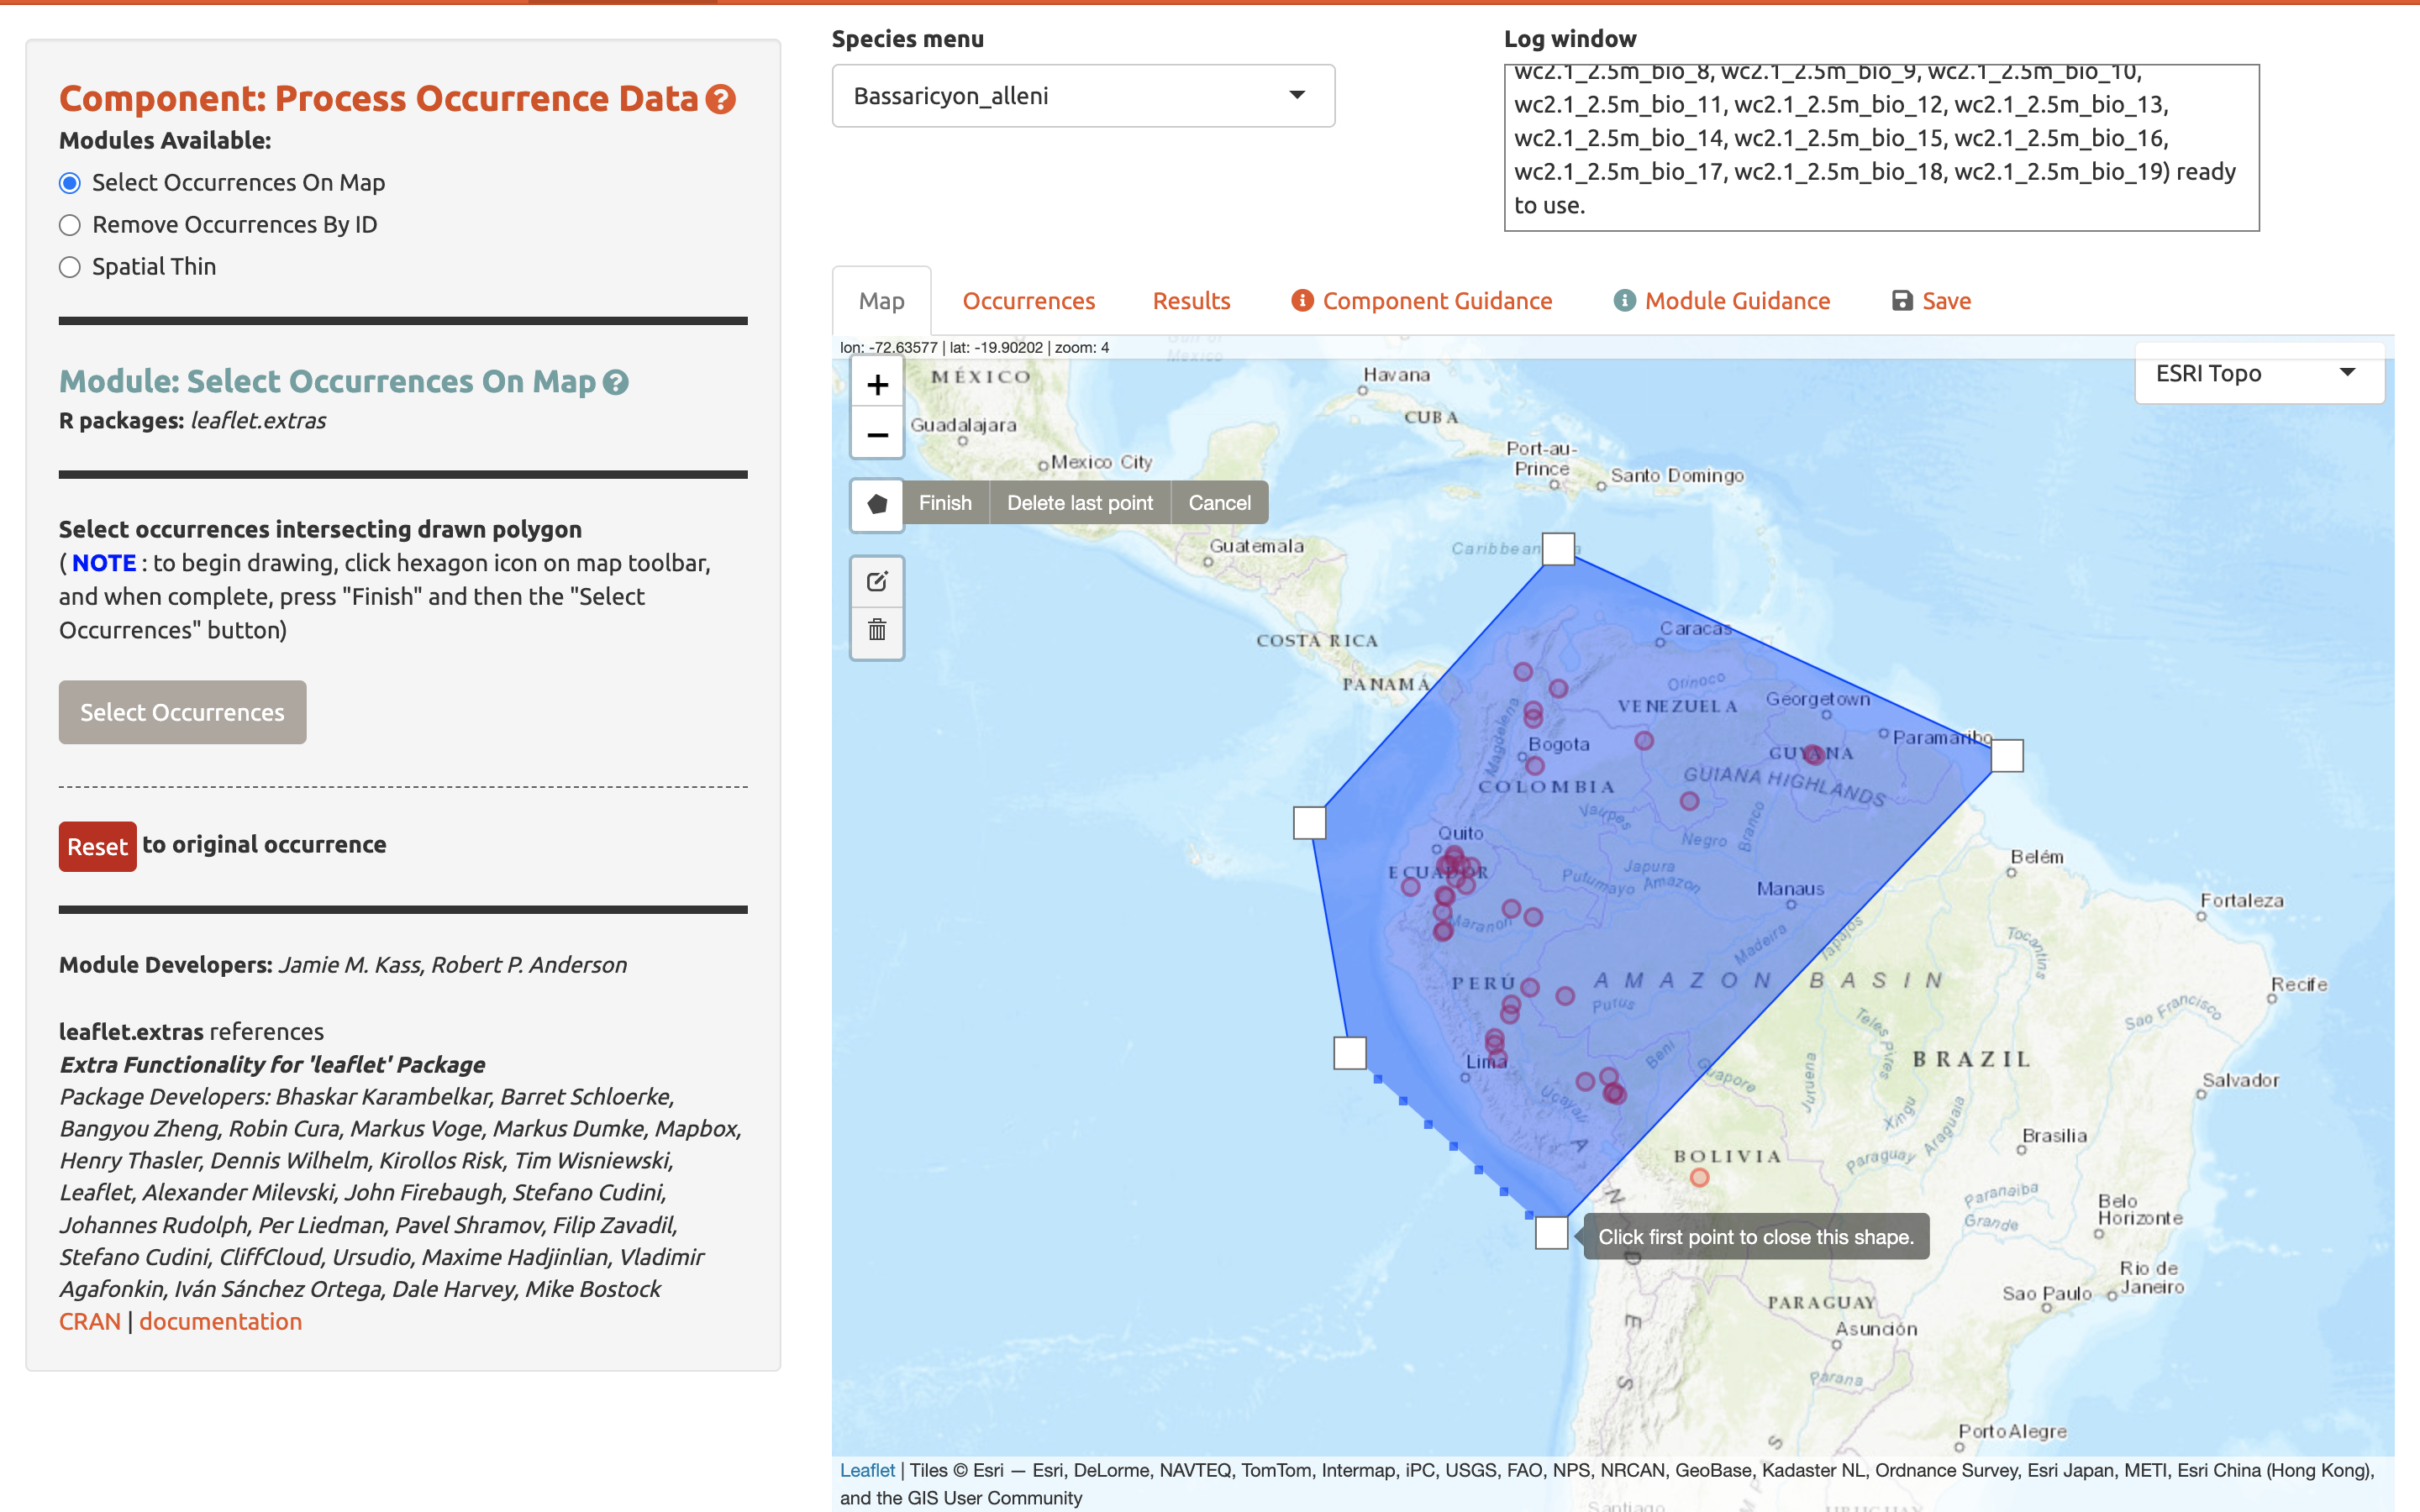 Component: Process Occurrence Data
Modules Available:
Select Occurrences On Map
Remove Occurrences By ID
Spatial Thin
Module: Select Occurrences On Map
R packages: leaflet.extras
Select occurrences intersecting drawn polygon
( NOTE : to begin drawing, click hexagon icon on map toolbar,
and when complete, press "Finish" and then the "Select
Occurrences" button)
Select Occurrences
Reset to original occurrence
Module Developers: Jamie M. Kass, Robert P. Anderson
leaflet.extras references
Extra Functionality for 'leaflet' Package
Package Developers: Bhaskar Karambelkar, Barret Schloerke,
Bangyou Zheng, Robin Cura, Markus Voge, Markus Dumke, Mapbox,
Henry Thasler, Dennis Wilhelm, Kirollos Risk, Tim Wisniewski,
Leaflet, Alexander Milevski, John Firebaugh, Stefano Cudini,
Johannes Rudolph, Per Liedman, Pavel Shramov, Filip Zavadil,
Stefano Cudini, CliffCloud, Ursudio, Maxime Hadjinlian, Vladimir
Agafonkin, Iván Sánchez Ortega, Dale Harvey, Mike Bostock
CRAN | documentation
Species menu
Bassaricyon_alleni
Log window
wc2.1_2.5m_bio_8, wc2.1_2.5m_bio_9, wc2.1_2.5m_bio_10,
wc2.1_2.5m_bio_11, wc2.1_2.5m_bio_12, wc2.1_2.5m_bio_13,
wc2.1_2.5m_bio_14, wc2.1_2.5m_bio_15, wc2.1_2.5m_bio_16,
wc2.1_2.5m_bio_17, wc2.1_2.5m_bio_18, wc2.1_2.5m_bio_19) ready
to use.
Map
Occurrences
Results
Component Guidance
Module Guidance
Save
lon: -72.63577 | lat: -19.90202 | zoom: 4
Mexico
ESRI Topo
+
−
Finish
Delete last point
Cancel
MÉXICO
Havana
CUBA
Guadalajara
Mexico City
Port-au-
Prince
Santo Domingo
Guatemala
Caribbean
COSTA RICA
Caracas
PANAMÁ
Orinoco
VENEZUELA
Georgetown
Magdalena
Bogota
GUYANA
Paramaribo
COLOMBIA
GUIANA HIGHLANDS
Vaupes
Negro
Branco
Quito
ECUADOR
Japura
Putumayo
Amazon
Manaus
Belém
Fortaleza
Maranon
Madeira
Tapajos
Tocantins
PERÚ
AMAZON BASIN
Purus
Recife
Sao Francisco
Teles Pires
Lima
Beni
Guapore
Juruena
BRAZIL
Salvador
Ucayali
Xingu
Araguaia
Brasilia
BOLIVIA
Paraguay
Paranaiba
Grande
Belo
Horizonte
Click first point to close this shape.
ANDES
Rio de
Janeiro
Sao Paulo
PARAGUAY
Asunción
Parana
Porto Alegre
Leaflet | Tiles © Esri — Esri, DeLorme, NAVTEQ, TomTom, Intermap, iPC, USGS, FAO, NPS, NRCAN, GeoBase, Kadaster NL, Ordnance Survey, Esri Japan, METI, Esri China (Hong Kong),
and the GIS User Community
Santiago